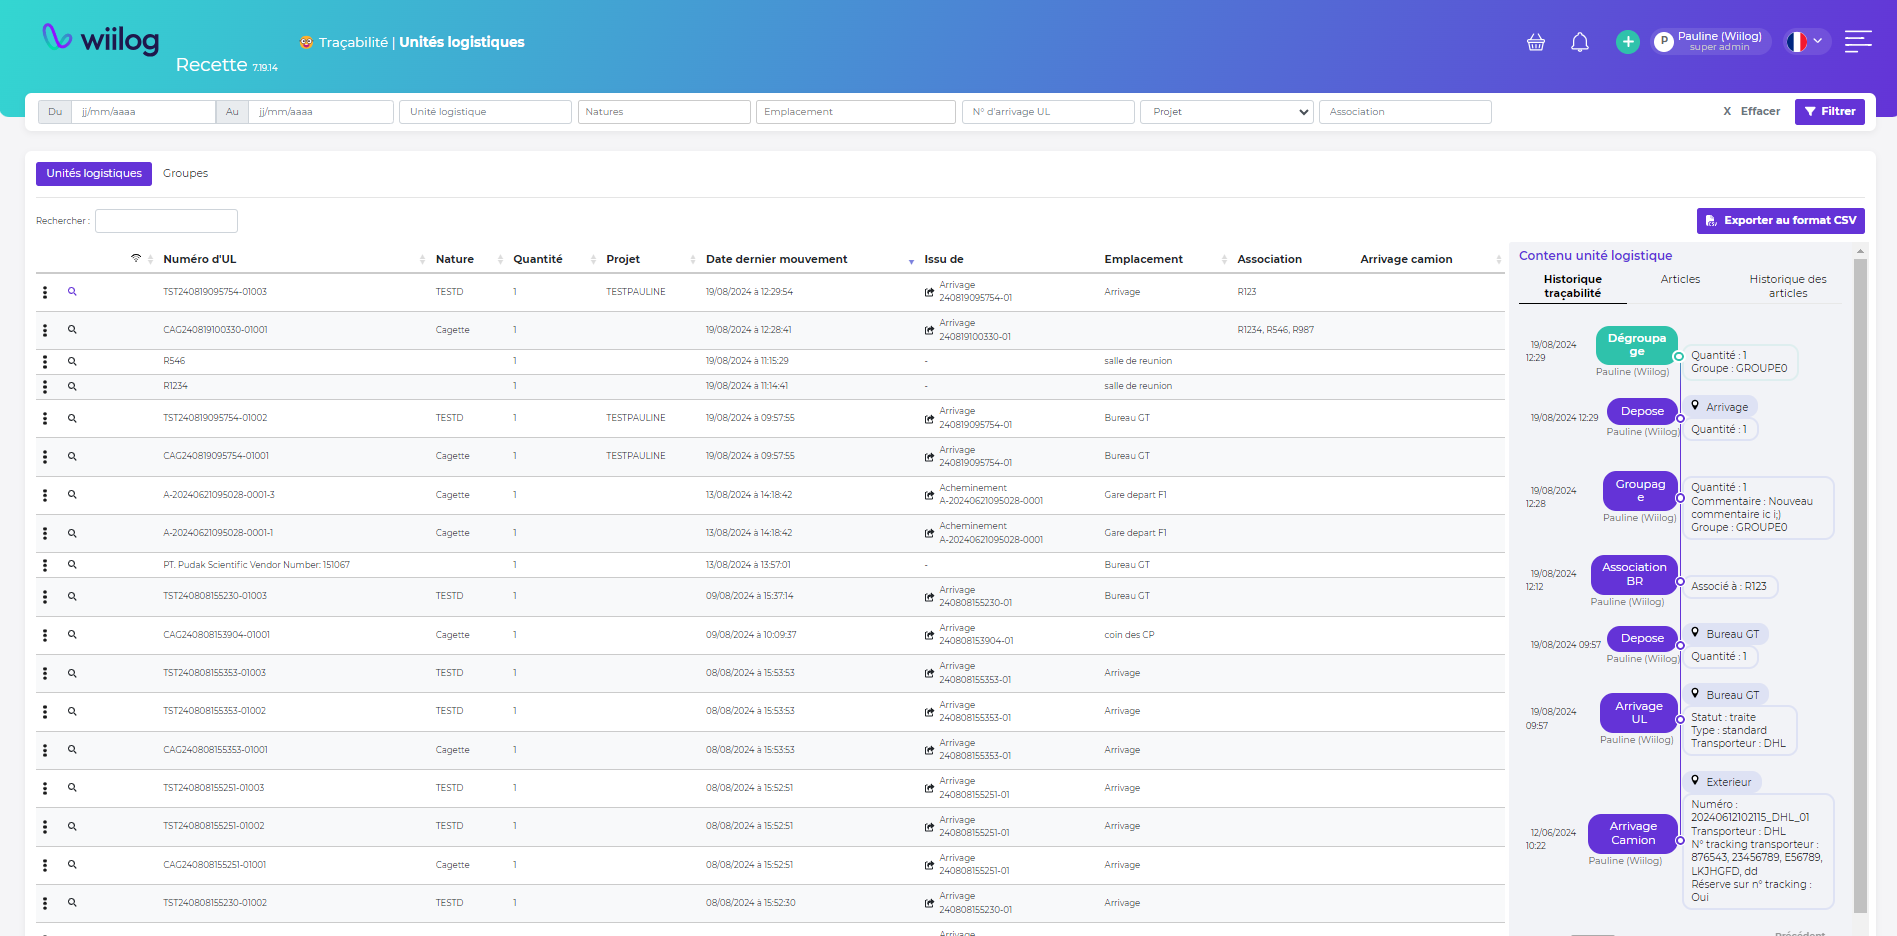 wiilog
Recette 7.19.14
Traçabilité | Unités logistiques
P Pauline (Wiilog)
super admin
Du jj/mm/aaaa Au jj/mm/aaaa Unité logistique Natures Emplacement N° d'arrivage UL Projet Association X Effacer Filtrer
Unités logistiques Groupes
Rechercher :
Exporter au format CSV
Numéro d'UL Nature Quantité Projet Date dernier mouvement Issu de Emplacement Association Arrivage camion
TST240819095754-01003 TESTD 1 TESTPAULINE 19/08/2024 à 12:29:54 Arrivage Arrivage R123
240819095754-01
CAG240819100330-01001 Cagette 1 19/08/2024 à 12:28:41 Arrivage R1234, R546, R987
240819100330-01
R546 1 19/08/2024 à 11:15:29 - salle de reunion
R1234 1 19/08/2024 à 11:14:41 - salle de reunion
TST240819095754-01002 TESTD 1 TESTPAULINE 19/08/2024 à 09:57:55 Arrivage Bureau GT
240819095754-01
CAG240819095754-01001 Cagette 1 TESTPAULINE 19/08/2024 à 09:57:55 Arrivage Bureau GT
240819095754-01
A-20240621095028-0001-3 Cagette 1 13/08/2024 à 14:18:42 Acheminement Gare depart F1
A-20240621095028-0001
A-20240621095028-0001-1 Cagette 1 13/08/2024 à 14:18:42 Acheminement Gare depart F1
A-20240621095028-0001
PT. Pudak Scientific Vendor Number: 151067 1 13/08/2024 à 13:57:01 - Bureau GT
TST240808155230-01003 TESTD 1 09/08/2024 à 15:37:14 Arrivage Bureau GT
240808155230-01
CAG240808153904-01001 Cagette 1 09/08/2024 à 10:09:37 Arrivage coin des CP
240808153904-01
TST240808155353-01003 TESTD 1 08/08/2024 à 15:53:53 Arrivage Arrivage
240808155353-01
TST240808155353-01002 TESTD 1 08/08/2024 à 15:53:53 Arrivage Arrivage
240808155353-01
CAG240808155353-01001 Cagette 1 08/08/2024 à 15:53:53 Arrivage Arrivage
240808155353-01
TST240808155251-01003 TESTD 1 08/08/2024 à 15:52:51 Arrivage Arrivage
240808155251-01
TST240808155251-01002 TESTD 1 08/08/2024 à 15:52:51 Arrivage Arrivage
240808155251-01
CAG240808155251-01001 Cagette 1 08/08/2024 à 15:52:51 Arrivage Arrivage
240808155251-01
TST240808155230-01002 TESTD 1 08/08/2024 à 15:52:30 Arrivage Arrivage
240808155230-01
Arrivage
Contenu unité logistique
Historique Articles Historique des
traçabilité articles
19/08/2024
12:29
Dégroupa
ge
Pauline (Wiilog)
Quantité : 1
Groupe : GROUPE0
19/08/2024 12:29
Depose
Pauline (Wiilog)
Arrivage
Quantité : 1
19/08/2024
12:28
Groupag
e
Pauline (Wiilog)
Quantité : 1
Commentaire : Nouveau
commentaire ic i;)
Groupe : GROUPE0
19/08/2024
12:12
Association
BR
Pauline (Wiilog)
Associé à : R123
19/08/2024 09:57
Depose
Pauline (Wiilog)
Bureau GT
Quantité : 1
19/08/2024
09:57
Arrivage
UL
Pauline (Wiilog)
Bureau GT
Statut : traite
Type : standard
Transporteur : DHL
12/06/2024
10:22
Arrivage
Camion
Pauline (Wiilog)
Exterieur
Numéro :
20240612102115_DHL_01
Transporteur : DHL
N° tracking transporteur :
876543, 23456789, E56789,
LKJHGFD, dd
Réserve sur n° tracking :
Oui
Précédent